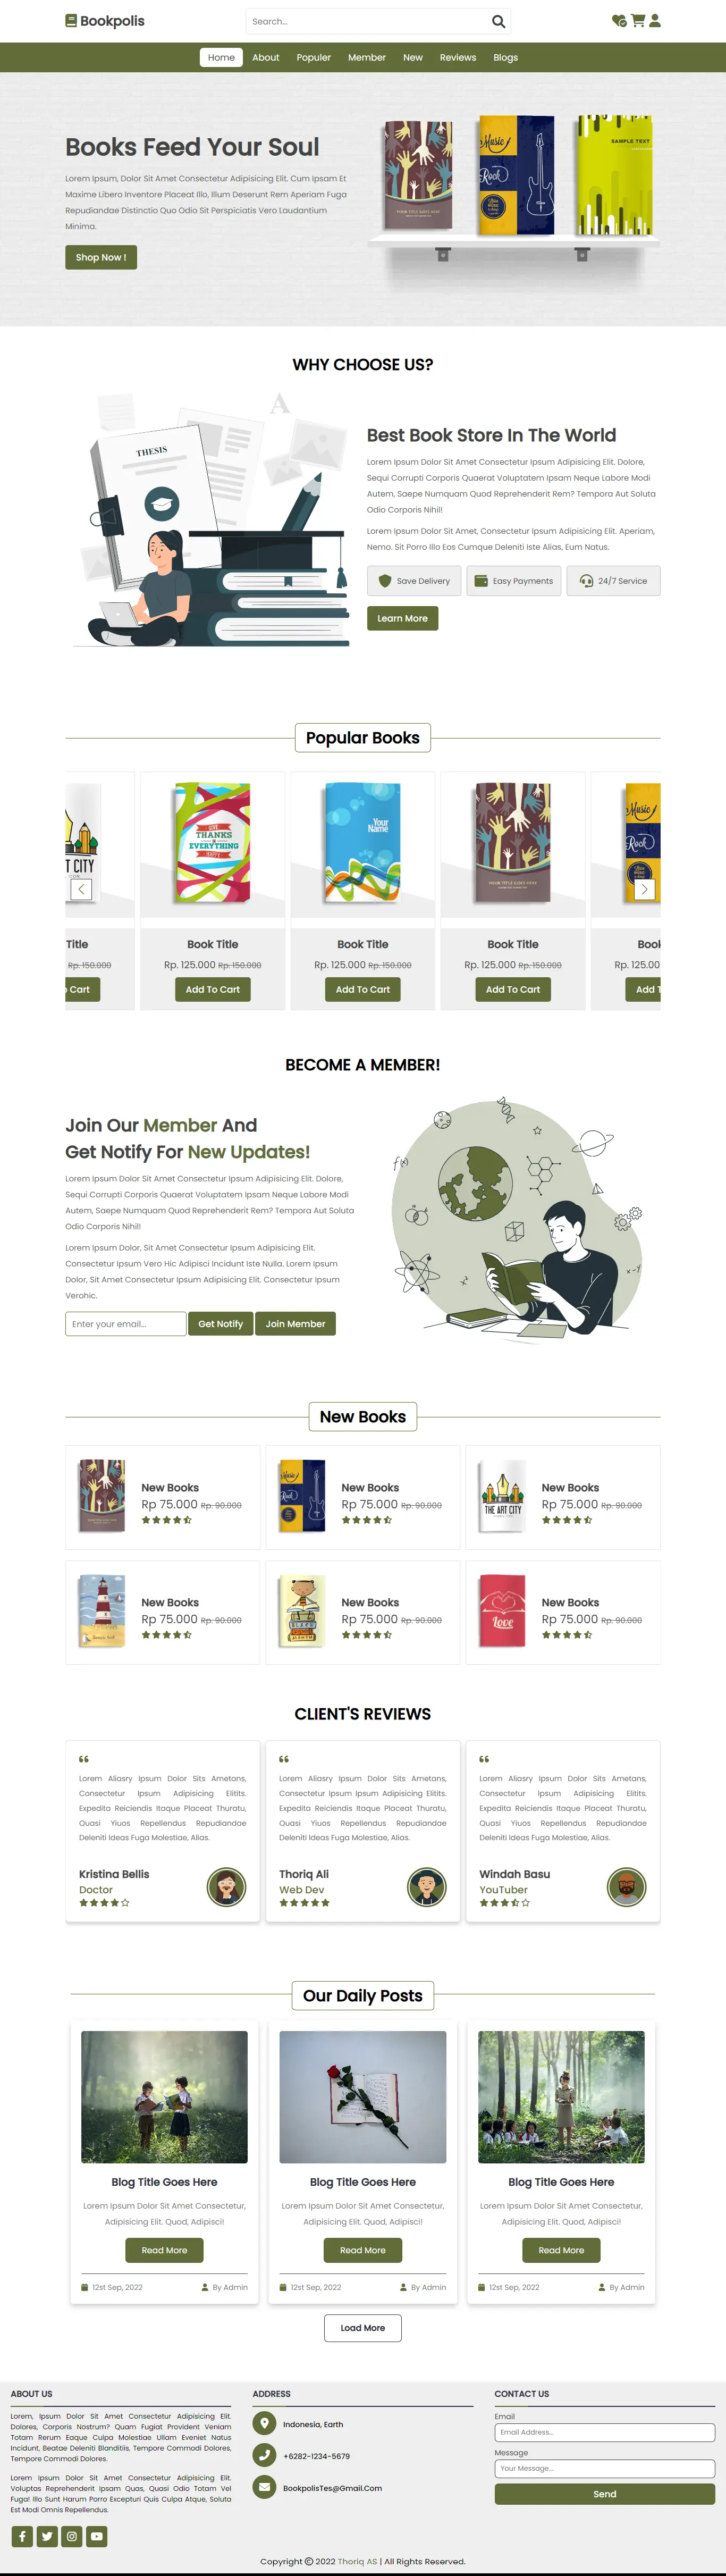 Bookpolis
Search...
Home About Populer Member New Reviews Blogs
Books Feed Your Soul
Lorem Ipsum, Dolor Sit Amet Consectetur Adipisicing Elit. Cum Ipsam Et
Maxime Libero Inventore Placeat Illo, Illum Deserunt Rem Aperiam Fuga
Repudiandae Distinctio Quo Odio Sit Perspiciatis Vero Laudantium
Minima.
Shop Now !
YOUR TITLE GOES HERE
Music
Rock
SAMPLE TEXT
WHY CHOOSE US?
THESIS
A
Best Book Store In The World
Lorem Ipsum Dolor Sit Amet Consectetur Ipsum Adipisicing Elit. Dolore,
Sequi Corrupti Corporis Quaerat Voluptatem Ipsam Neque Labore Modi
Autem, Saepe Numquam Quod Reprehenderit Rem? Tempora Aut Soluta
Odio Corporis Nihil!
Lorem Ipsum Dolor Sit Amet, Consectetur Ipsum Adipisicing Elit. Aperiam,
Nemo. Sit Porro Illo Eos Cumque Deleniti Iste Alias, Eum Natus.
Save Delivery
Easy Payments
24/7 Service
Learn More
Popular Books
T CITY
Title
Rp. 150.000
Cart
THANKS
EVERYTHING
Book Title
Rp. 125.000 Rp. 150.000
Add To Cart
Your
Name
Book Title
Rp. 125.000 Rp. 150.000
Add To Cart
YOUR TITLE GOES HERE
Book Title
Rp. 125.000 Rp. 150.000
Add To Cart
Music
Rock
Book
Rp. 125.00
Add T
BECOME A MEMBER!
Join Our Member And
Get Notify For New Updates!
Lorem Ipsum Dolor Sit Amet Consectetur Ipsum Adipisicing Elit. Dolore,
Sequi Corrupti Corporis Quaerat Voluptatem Ipsam Neque Labore Modi
Autem, Saepe Numquam Quod Reprehenderit Rem? Tempora Aut Soluta
Odio Corporis Nihil!
Lorem Ipsum Dolor, Sit Amet Consectetur Ipsum Adipisicing Elit.
Consectetur Ipsum Vero Hic Adipisci Incidunt Iste Nulla. Lorem Ipsum
Dolor, Sit Amet Consectetur Ipsum Adipisicing Elit. Consectetur Ipsum
Verohic.
Enter your email...
Get Notify
Join Member
f(x)
x²
x-y
New Books
New Books
Rp 75.000 Rp. 90.000
Music
Rock
New Books
Rp 75.000 Rp. 90.000
THE ART CITY
New Books
Rp 75.000 Rp. 90.000
New Books
Rp 75.000 Rp. 90.000
New Books
Rp 75.000 Rp. 90.000
Love
New Books
Rp 75.000 Rp. 90.000
CLIENT'S REVIEWS
Lorem Aliasry Ipsum Dolor Sits Ametans,
Consectetur Ipsum Adipisicing Elitits.
Expedita Reiciendis Itaque Placeat Thuratu,
Quasi Yiuos Repellendus Repudiandae
Deleniti Ideas Fuga Molestiae, Alias.
Kristina Bellis
Doctor
Lorem Aliasry Ipsum Dolor Sits Ametans,
Consectetur Ipsum Ipsum Adipisicing Elitits.
Expedita Reiciendis Itaque Placeat Thuratu,
Quasi Yiuos Repellendus Repudiandae
Deleniti Ideas Fuga Molestiae, Alias.
Thoriq Ali
Web Dev
Lorem Aliasry Ipsum Dolor Sits Ametans,
Consectetur Ipsum Adipisicing Elitits.
Expedita Reiciendis Itaque Placeat Thuratu,
Quasi Yiuos Repellendus Repudiandae
Deleniti Ideas Fuga Molestiae, Alias.
Windah Basu
YouTuber
Our Daily Posts
Blog Title Goes Here
Lorem Ipsum Dolor Sit Amet Consectetur,
Adipisicing Elit. Quod, Adipisci!
Read More
12st Sep, 2022 By Admin
Blog Title Goes Here
Lorem Ipsum Dolor Sit Amet Consectetur,
Adipisicing Elit. Quod, Adipisci!
Read More
12st Sep, 2022 By Admin
Blog Title Goes Here
Lorem Ipsum Dolor Sit Amet Consectetur,
Adipisicing Elit. Quod, Adipisci!
Read More
12st Sep, 2022 By Admin
Load More
ABOUT US
Lorem, Ipsum Dolor Sit Amet Consectetur Adipisicing Elit.
Dolores, Corporis Nostrum? Quam Fugiat Provident Veniam
Totam Rerum Eaque Culpa Molestiae Ullam Eveniet Natus
Incidunt, Beatae Deleniti Blanditiis, Tempore Commodi Dolores,
Tempore Commodi Dolores.
Lorem Ipsum Dolor Sit Amet Consectetur Adipisicing Elit.
Voluptas Reprehenderit Ipsam Quas, Quasi Odio Totam Vel
Fuga! Illo Sunt Harum Porro Excepturi Quis Culpa Atque, Soluta
Est Modi Omnis Repellendus.
ADDRESS
Indonesia, Earth
+6282-1234-5679
BookpolisTes@Gmail.Com
CONTACT US
Email
Email Address...
Message
Your Message...
Send
Copyright © 2022 Thoriq AS | All Rights Reserved.